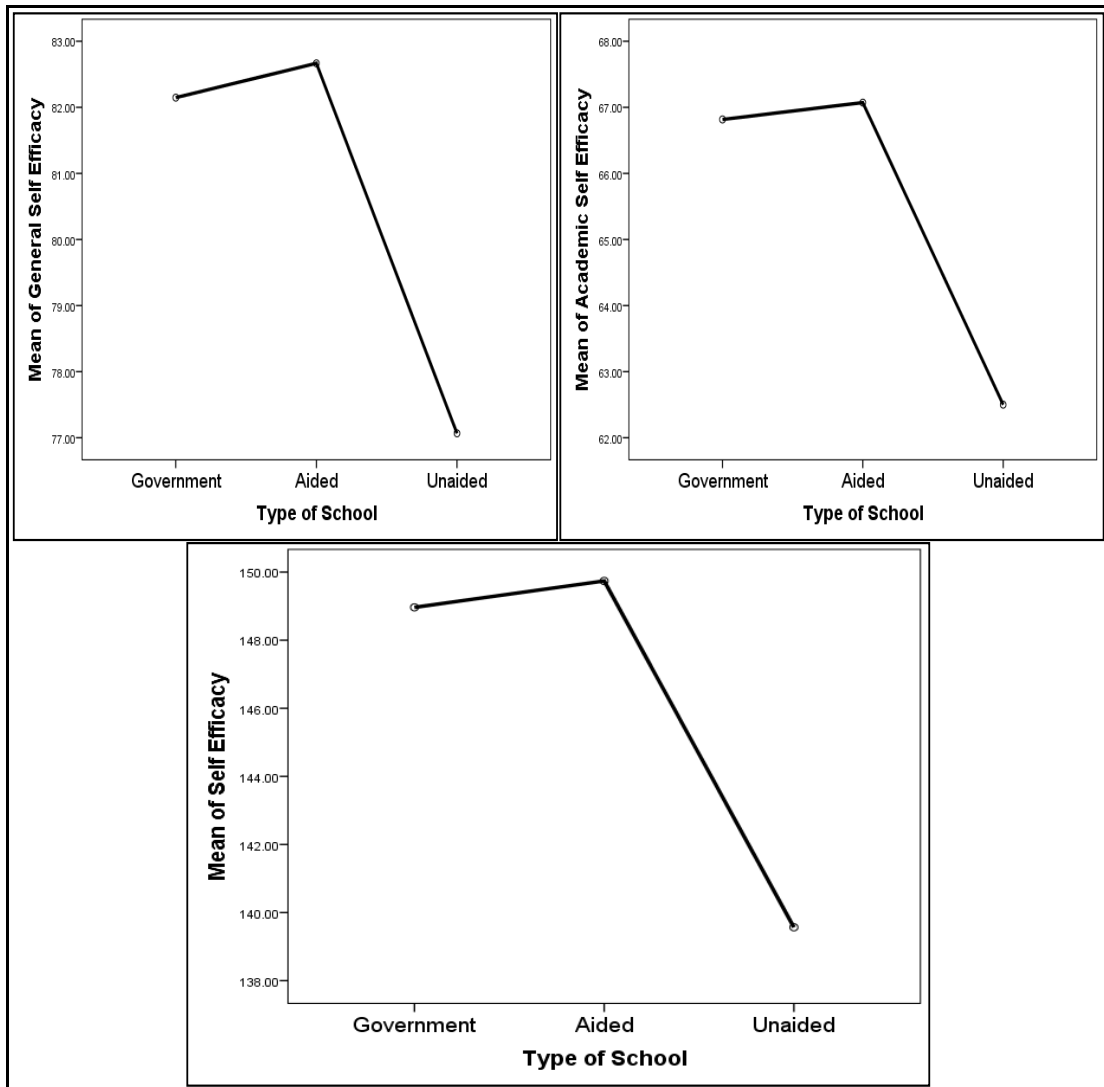 Mean of General Self Efficacy
83.00
82.00
81.00
80.00
79.00
78.00
77.00
Government Aided Unaided
Type of School
Mean of Academic Self Efficacy
68.00
67.00
66.00
65.00
64.00
63.00
62.00
Government Aided Unaided
Type of School
Mean of Self Efficacy
150.00
148.00
146.00
144.00
142.00
140.00
138.00
Government Aided Unaided
Type of School